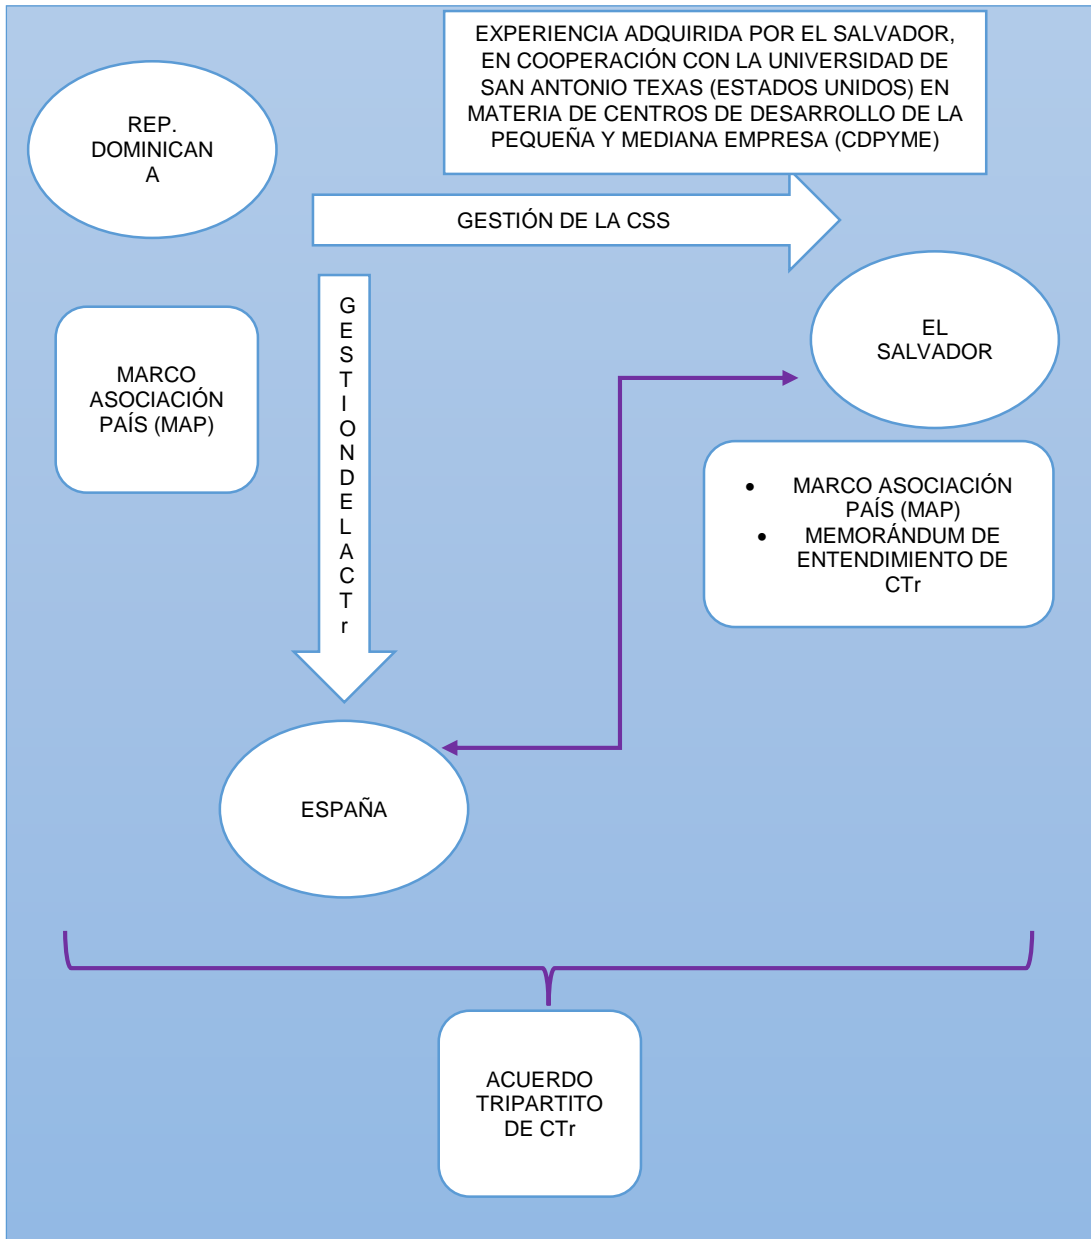 EXPERIENCIA ADQUIRIDA POR EL SALVADOR,
EN COOPERACIÓN CON LA UNIVERSIDAD DE
SAN ANTONIO TEXAS (ESTADOS UNIDOS) EN
MATERIA DE CENTROS DE DESARROLLO DE LA
PEQUEÑA Y MEDIANA EMPRESA (CDPYME)
REP.
DOMINICAN
A
GESTIÓN DE LA CSS
MARCO
ASOCIACIÓN
PAÍS (MAP)
G
E
S
T
I
O
N
D
E
L
A
C
T
r
EL
SALVADOR
• MARCO ASOCIACIÓN
PAÍS (MAP)
• MEMORÁNDUM DE
ENTENDIMIENTO DE
CTr
ESPAÑA
ACUERDO
TRIPARTITO
DE CTr